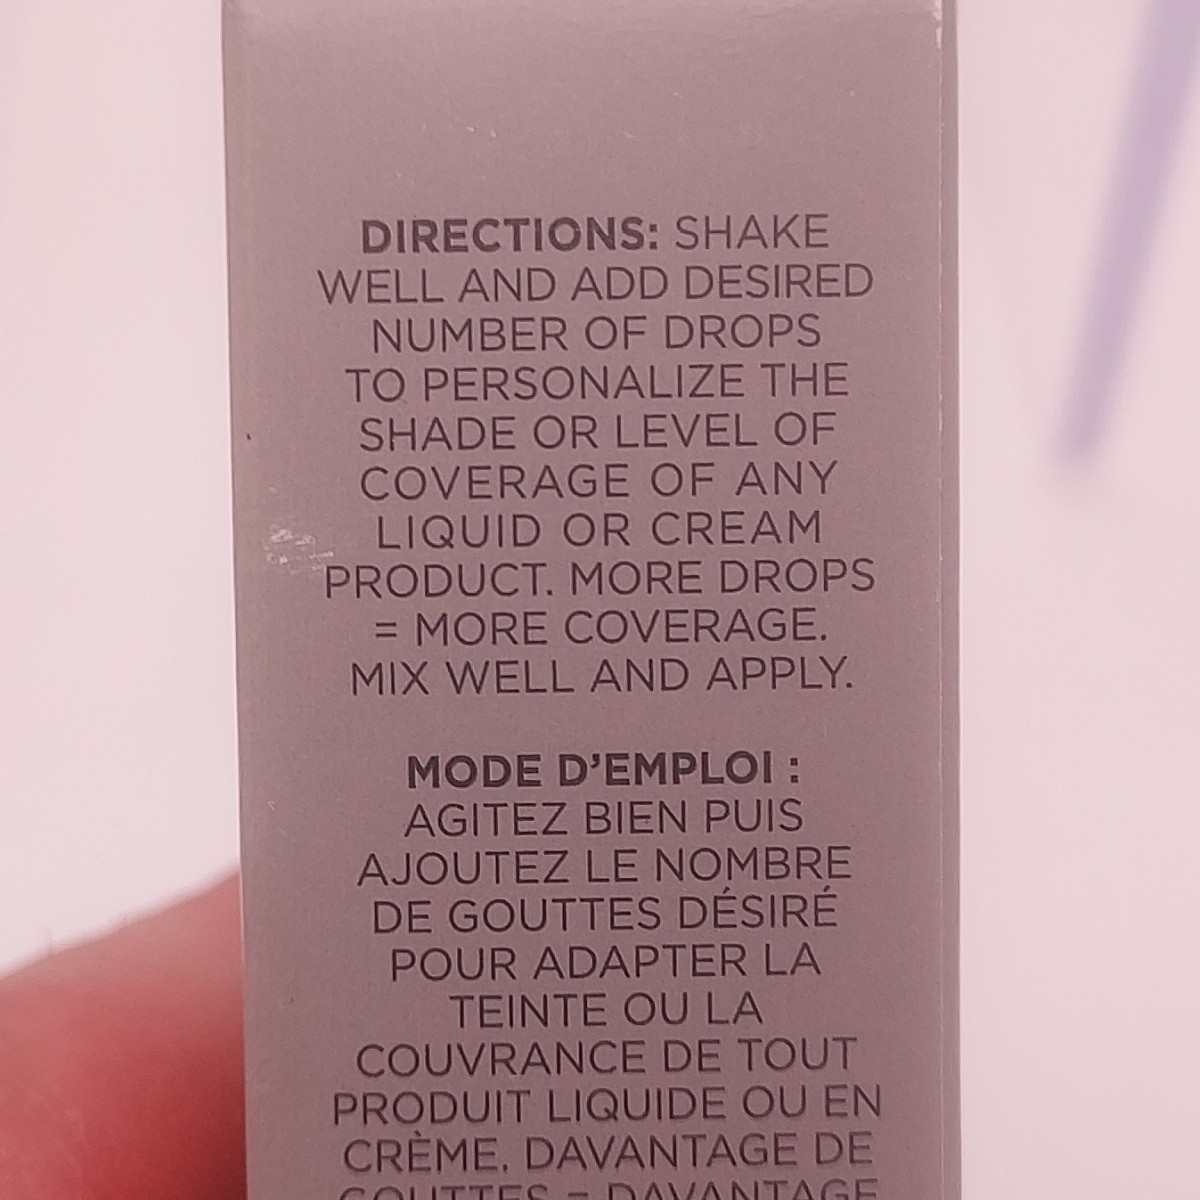 DIRECTIONS: SHAKE
WELL AND ADD DESIRED
NUMBER OF DROPS
TO PERSONALIZE THE
SHADE OR LEVEL OF
COVERAGE OF ANY
LIQUID OR CREAM
PRODUCT. MORE DROPS
= MORE COVERAGE.
MIX WELL AND APPLY.
MODE D'EMPLOI :
AGITEZ BIEN PUIS
AJOUTEZ LE NOMBRE
DE GOUTTES DÉSIRÉ
POUR ADAPTER LA
TEINTE OU LA
COUVRANCE DE TOUT
PRODUIT LIQUIDE OU EN
CRÈME. DAVANTAGE DE
GOUTTES = DAVANTAGE